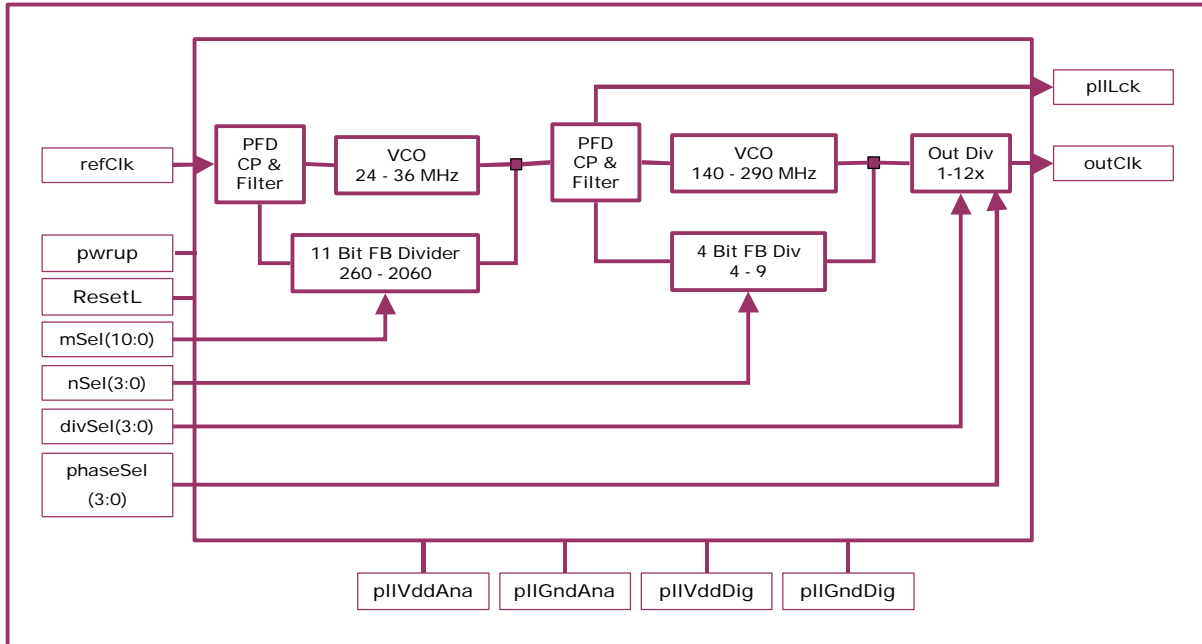 pllLck
refClk
PFD
CP &
Filter
VCO
24 - 36 MHz
PFD
CP &
Filter
VCO
140 - 290 MHz
Out Div
1-12x
outClk
pwrup
11 Bit FB Divider
260 - 2060
4 Bit FB Div
4 - 9
ResetL
mSel(10:0)
nSel(3:0)
divSel(3:0)
phaseSel
(3:0)
pllVddAna
pllGndAna
pllVddDig
pllGndDig